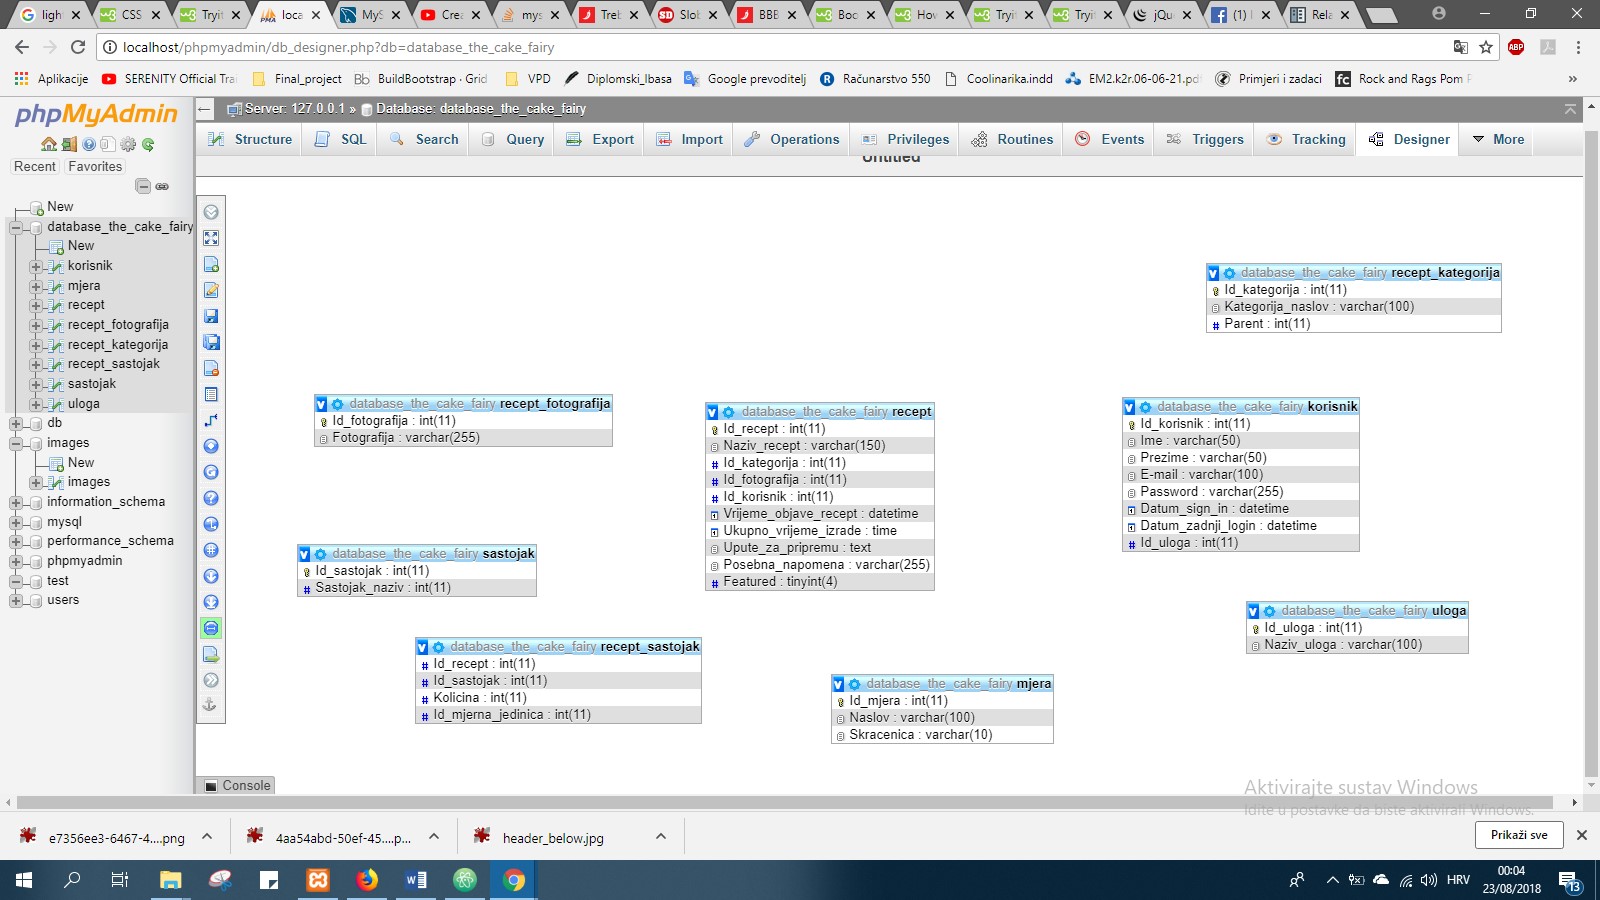 ligh
CSS
Tryit
loca
MyS
Crea
mys
Treb
Slob
BBB
Boo
How
Tryi
Tryi
jQue
(1)
Rela
localhost/phpmyadmin/db_designer.php?db=database_the_cake_fairy
ABP
Aplikacije
SERENITY Official Tra
Final_project
Bb BuildBootstrap · Grid
VPD
Diplomski_Ibasa
Google prevoditelj
R Računarstvo 550
Coolinarika.indd
EM2.k2r.06-06-21.pd
Primjeri i zadaci
fc Rock and Rags Pom P
»
phpMyAdmin
Recent Favorites
New
database_the_cake_fairy
New
korisnik
mjera
recept
recept_fotografija
recept_kategorija
recept_sastojak
sastojak
uloga
db
images
New
images
information_schema
mysql
performance_schema
phpmyadmin
test
users
Server: 127.0.0.1 » Database: database_the_cake_fairy
Structure SQL Search Query Export Import Operations Privileges Routines Events Triggers Tracking Designer More
Untitled
database_the_cake_fairy recept_kategorija
Id_kategorija : int(11)
Kategorija_naslov : varchar(100)
# Parent : int(11)
database_the_cake_fairy recept_fotografija
Id_fotografija : int(11)
Fotografija : varchar(255)
database_the_cake_fairy recept
Id_recept : int(11)
Naziv_recept : varchar(150)
# Id_kategorija : int(11)
# Id_fotografija : int(11)
# Id_korisnik : int(11)
Vrijeme_objave_recept : datetime
Ukupno_vrijeme_izrade : time
Upute_za_pripremu : text
Posebna_napomena : varchar(255)
# Featured : tinyint(4)
database_the_cake_fairy korisnik
Id_korisnik : int(11)
Ime : varchar(50)
Prezime : varchar(50)
E-mail : varchar(100)
Password : varchar(255)
Datum_sign_in : datetime
Datum_zadnji_login : datetime
# Id_uloga : int(11)
database_the_cake_fairy sastojak
Id_sastojak : int(11)
# Sastojak_naziv : int(11)
database_the_cake_fairy uloga
Id_uloga : int(11)
Naziv_uloga : varchar(100)
database_the_cake_fairy recept_sastojak
# Id_recept : int(11)
# Id_sastojak : int(11)
# Kolicina : int(11)
# Id_mjerna_jedinica : int(11)
database_the_cake_fairy mjera
Id_mjera : int(11)
Naslov : varchar(100)
Skracenica : varchar(10)
Console
Aktivirajte sustav Windows
Idite u postavke da biste aktivirali Windows.
e7356ee3-6467-4....png
4aa54abd-50ef-45....p...
header_below.jpg
Prikaži sve
HRV
00:04
23/08/2018
13